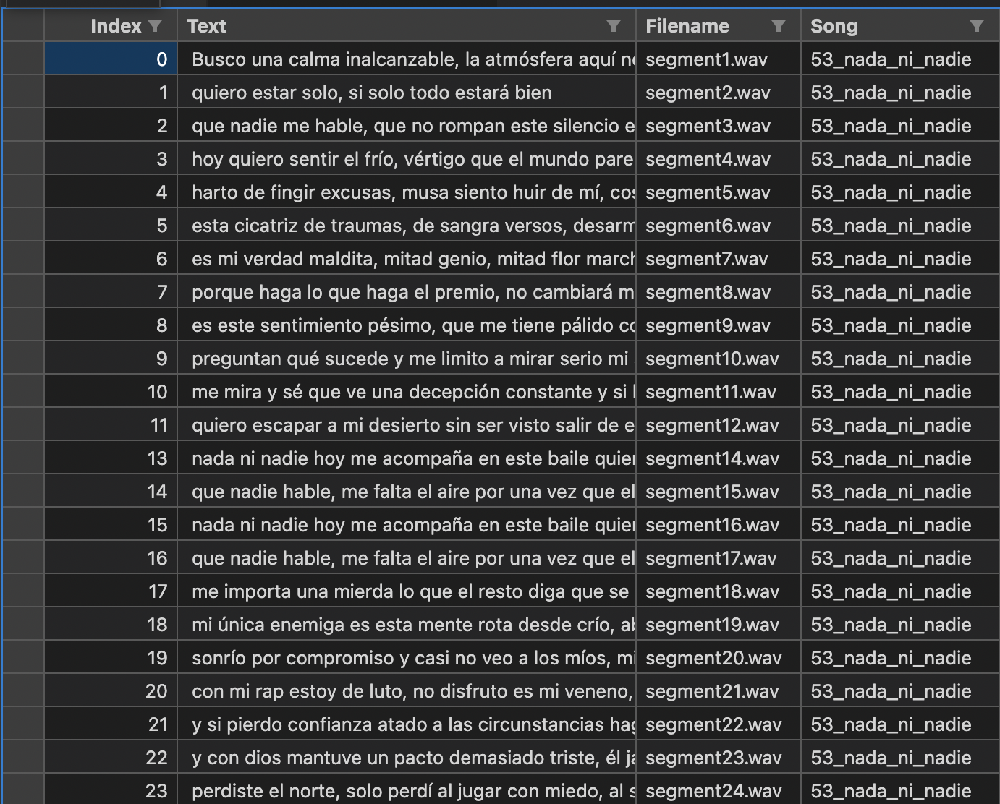 Index Text Filename Song
0 Busco una calma inalcanzable, la atmósfera aquí segment1.wav 53_nada_ni_nadie
1 quiero estar solo, si solo todo estará bien segment2.wav 53_nada_ni_nadie
2 que nadie me hable, que no rompan este silencio segment3.wav 53_nada_ni_nadie
3 hoy quiero sentir el frío, vértigo que el mundo segment4.wav 53_nada_ni_nadie
4 harto de fingir excusas, musa siento huir de mí, segment5.wav 53_nada_ni_nadie
5 esta cicatriz de traumas, de sangra versos, segment6.wav 53_nada_ni_nadie
6 es mi verdad maldita, mitad genio, mitad flor segment7.wav 53_nada_ni_nadie
7 porque haga lo que haga el premio, no cambiará segment8.wav 53_nada_ni_nadie
8 es este sentimiento pésimo, que me tiene pálido segment9.wav 53_nada_ni_nadie
9 preguntan qué sucede y me limito a mirar serio mi segment10.wav 53_nada_ni_nadie
10 me mira y sé que ve una decepción constante y si segment11.wav 53_nada_ni_nadie
11 quiero escapar a mi desierto sin ser visto salir de segment12.wav 53_nada_ni_nadie
13 nada ni nadie hoy me acompaña en este baile segment14.wav 53_nada_ni_nadie
14 que nadie hable, me falta el aire por una vez que el segment15.wav 53_nada_ni_nadie
15 nada ni nadie hoy me acompaña en este baile segment16.wav 53_nada_ni_nadie
16 que nadie hable, me falta el aire por una vez que el segment17.wav 53_nada_ni_nadie
17 me importa una mierda lo que el resto diga que se segment18.wav 53_nada_ni_nadie
18 mi única enemiga es esta mente rota desde crío, segment19.wav 53_nada_ni_nadie
19 sonrío por compromiso y casi no veo a los míos, segment20.wav 53_nada_ni_nadie
20 con mi rap estoy de luto, no disfruto es mi veneno, segment21.wav 53_nada_ni_nadie
21 y si pierdo confianza atado a las circunstancias segment22.wav 53_nada_ni_nadie
22 y con dios mantuve un pacto demasiado triste, él segment23.wav 53_nada_ni_nadie
23 perdiste el norte, solo perdí al jugar con miedo, al segment24.wav 53_nada_ni_nadie